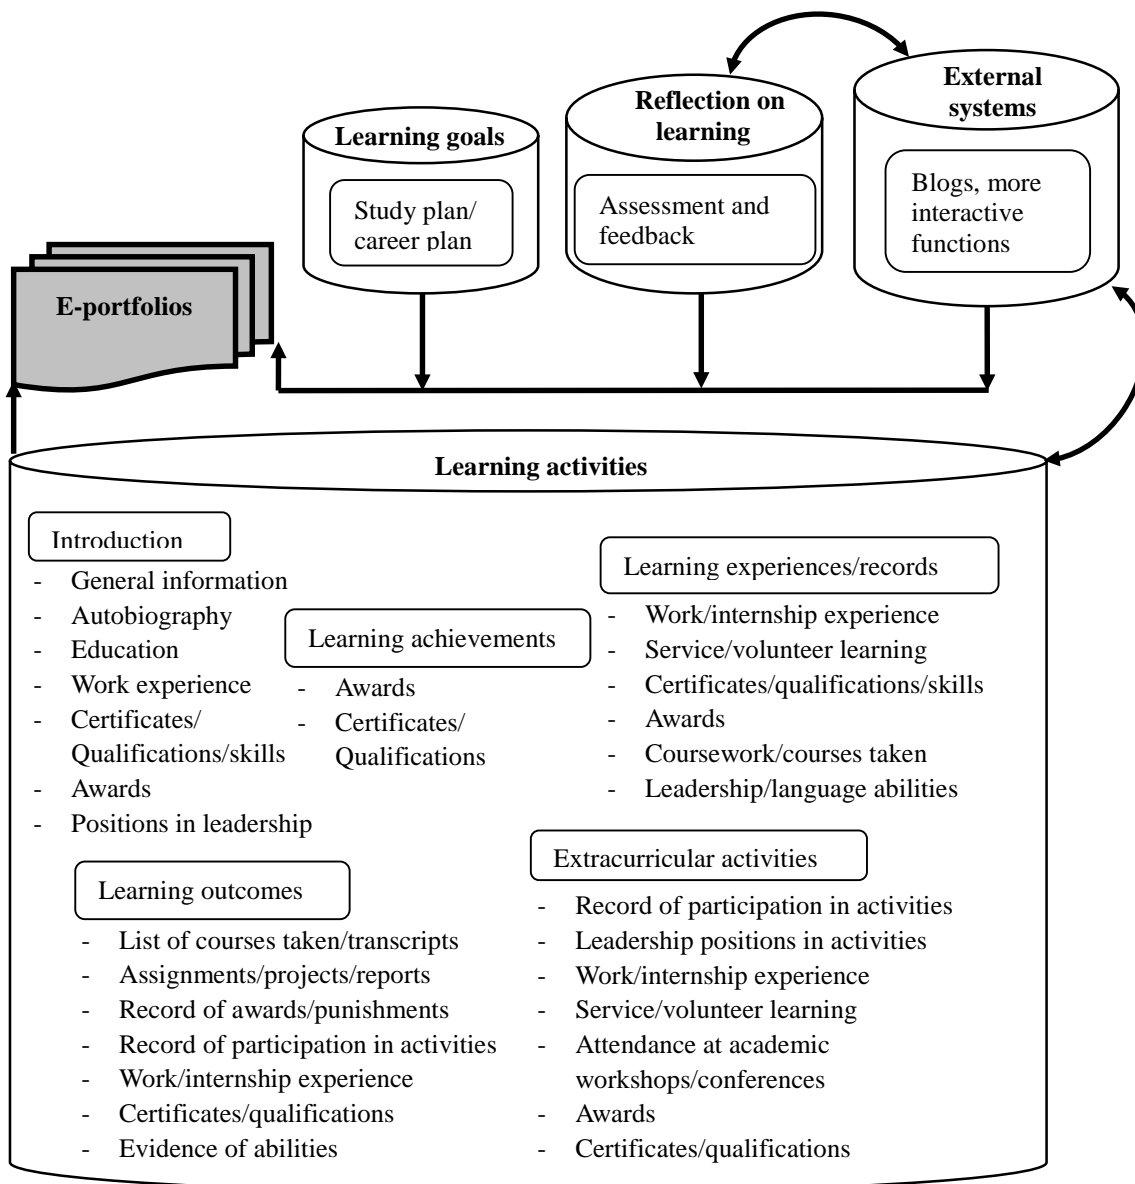 External
systems
Reflection on
learning
Learning goals
Blogs, more
interactive
functions
Assessment and
feedback
Study plan/
career plan
E-portfolios
Learning activities
Introduction
- General information
- Autobiography
- Education
- Work experience
- Certificates/
Qualifications/skills
- Awards
- Positions in leadership
Learning achievements
- Awards
- Certificates/
Qualifications
Learning experiences/records
- Work/internship experience
- Service/volunteer learning
- Certificates/qualifications/skills
- Awards
- Coursework/courses taken
- Leadership/language abilities
Learning outcomes
- List of courses taken/transcripts
- Assignments/projects/reports
- Record of awards/punishments
- Record of participation in activities
- Work/internship experience
- Certificates/qualifications
- Evidence of abilities
Extracurricular activities
- Record of participation in activities
- Leadership positions in activities
- Work/internship experience
- Service/volunteer learning
- Attendance at academic
workshops/conferences
- Awards
- Certificates/qualifications